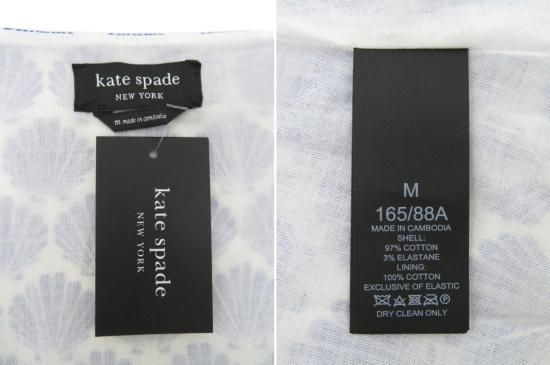 kate spade
NEW YORK
m made in cambodia
kate spade
NEW YORK
M
165/88A
MADE IN CAMBODIA
SHELL:
97% COTTON
3% ELASTANE
LINING:
100% COTTON
EXCLUSIVE OF ELASTIC
DRY CLEAN ONLY